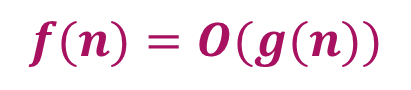 f(n) = O(g(n))